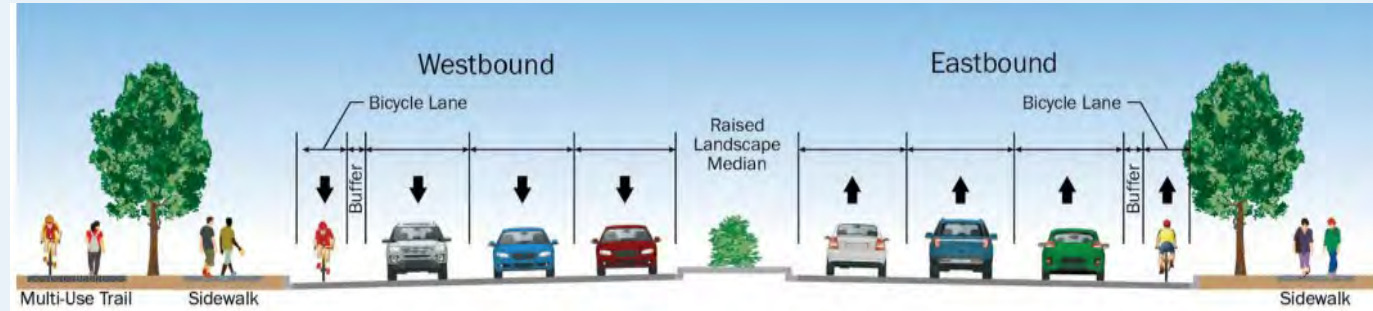 Westbound
Eastbound
Bicycle Lane
Bicycle Lane
Raised
Landscape
Median
Buffer
Buffer
Multi-Use Trail
Sidewalk
Sidewalk